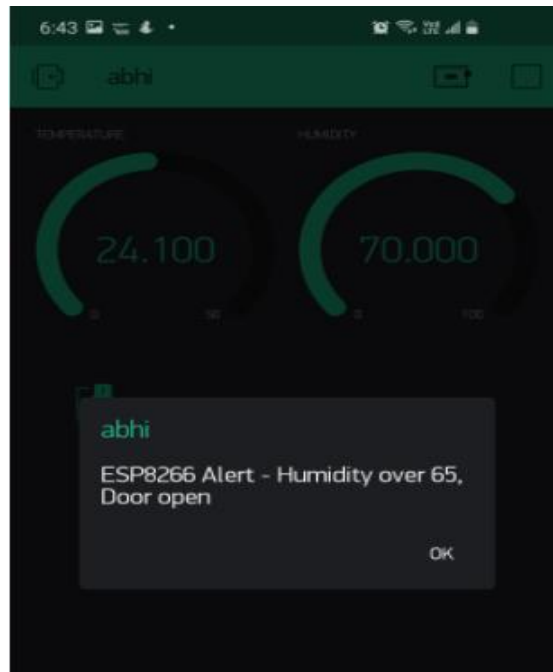 6:43
abhi
TEMPERATURE
HUMIDITY
24.100
70.000
0
0
100
abhi
ESP8266 Alert - Humidity over 65,
Door open
OK